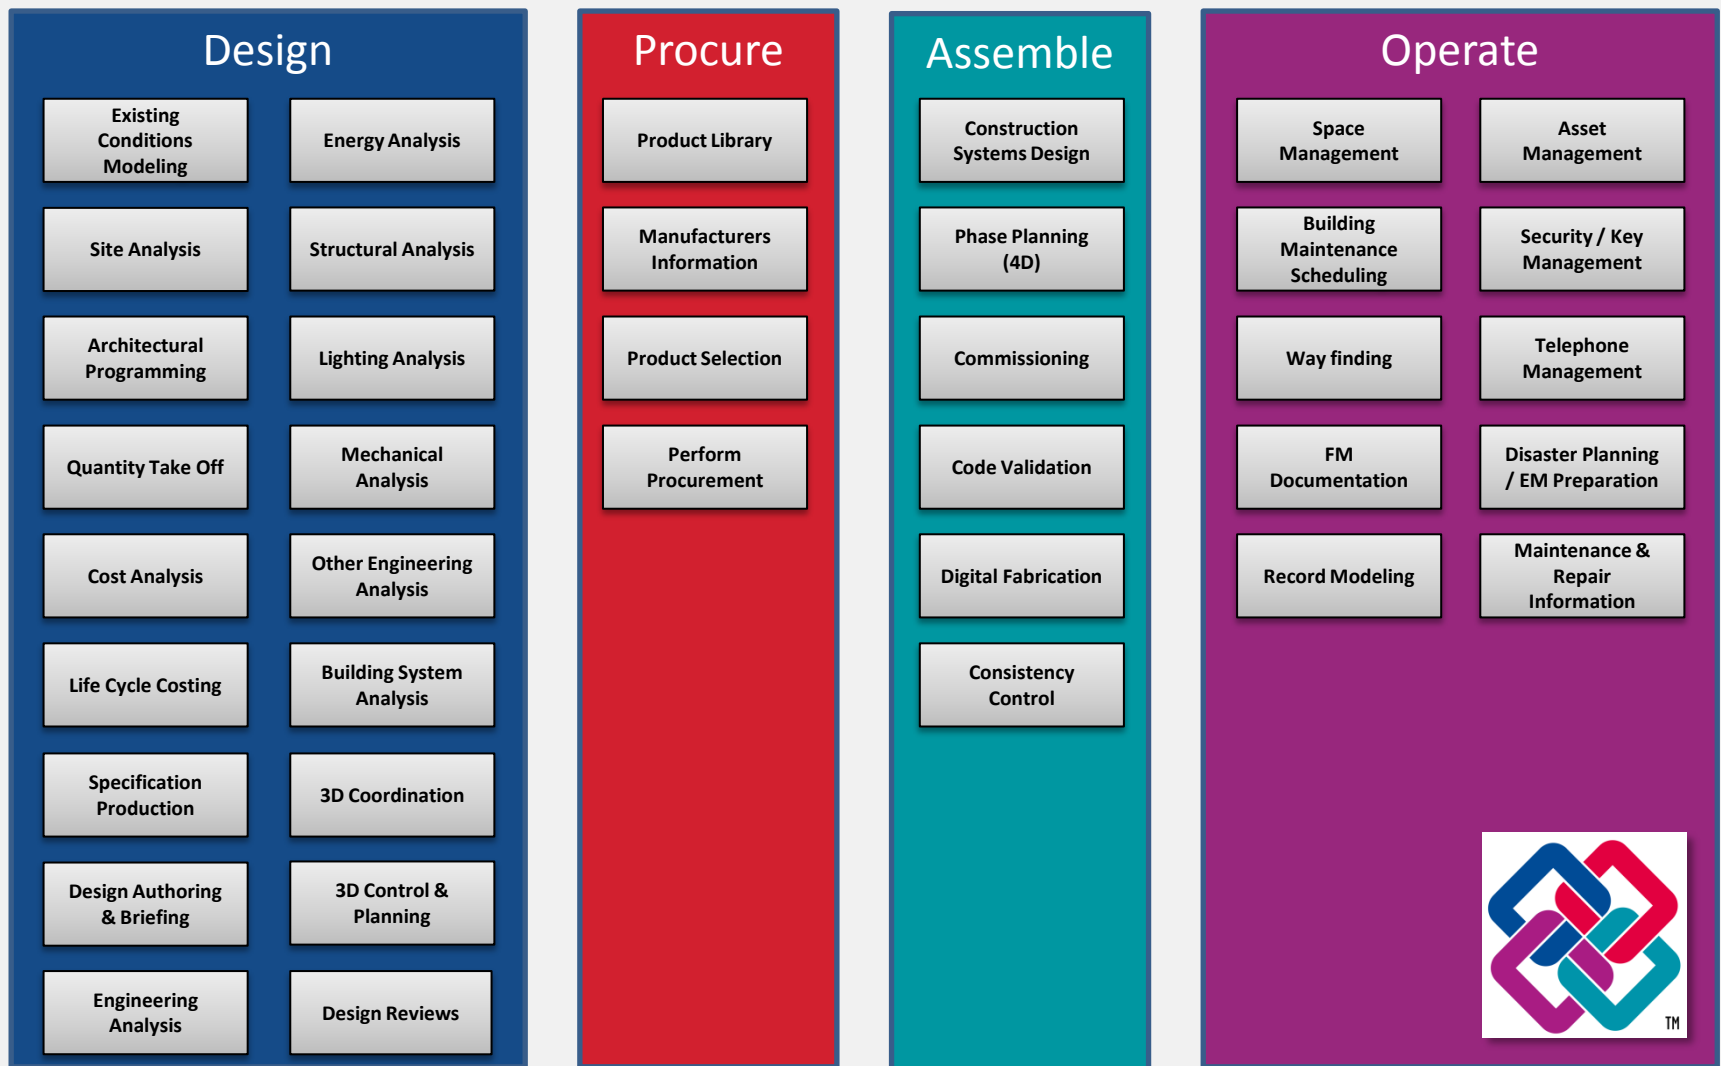 Design
Existing
Conditions
Modeling
Energy Analysis
Site Analysis
Structural Analysis
Architectural
Programming
Lighting Analysis
Quantity Take Off
Mechanical
Analysis
Cost Analysis
Other Engineering
Analysis
Life Cycle Costing
Building System
Analysis
Specification
Production
3D Coordination
Design Authoring
& Briefing
3D Control &
Planning
Engineering
Analysis
Design Reviews
Procure
Product Library
Manufacturers
Information
Product Selection
Perform
Procurement
Assemble
Construction
Systems Design
Phase Planning
(4D)
Commissioning
Code Validation
Digital Fabrication
Consistency
Control
Operate
Space
Management
Asset
Management
Building
Maintenance
Scheduling
Security / Key
Management
Way finding
Telephone
Management
FM
Documentation
Disaster Planning
/ EM Preparation
Record Modeling
Maintenance &
Repair
Information
TM